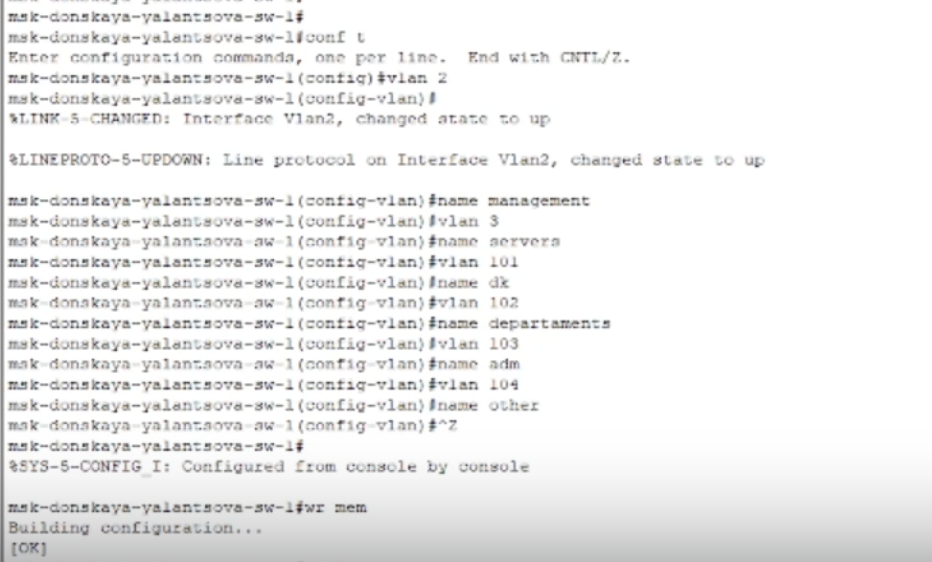 msk-donskaya-yalantsova-sw-1#
msk-donskaya-yalantsova-sw-1#conf t
Enter configuration commands, one per line. End with CNTL/Z.
msk-donskaya-yalantsova-sw-1(config)#vlan 2
msk-donskaya-yalantsova-sw-1(config-vlan)#
%LINK-5-CHANGED: Interface Vlan2, changed state to up
%LINEPROTO-5-UPDOWN: Line protocol on Interface Vlan2, changed state to up
msk-donskaya-yalantsova-sw-1(config-vlan)#name management
msk-donskaya-yalantsova-sw-1(config-vlan)#vlan 3
msk-donskaya-yalantsova-sw-1(config-vlan)#name servers
msk-donskaya-yalantsova-sw-1(config-vlan)#vlan 101
msk-donskaya-yalantsova-sw-1(config-vlan)#name dk
msk-donskaya-yalantsova-sw-1(config-vlan)#vlan 102
msk-donskaya-yalantsova-sw-1(config-vlan)#name departaments
msk-donskaya-yalantsova-sw-1(config-vlan)#vlan 103
msk-donskaya-yalantsova-sw-1(config-vlan)#name adm
msk-donskaya-yalantsova-sw-1(config-vlan)#vlan 104
msk-donskaya-yalantsova-sw-1(config-vlan)#name other
msk-donskaya-yalantsova-sw-1(config-vlan)#^Z
msk-donskaya-yalantsova-sw-1#
%SYS-5-CONFIG_I: Configured from console by console
msk-donskaya-yalantsova-sw-1#wr mem
Building configuration...
[OK]